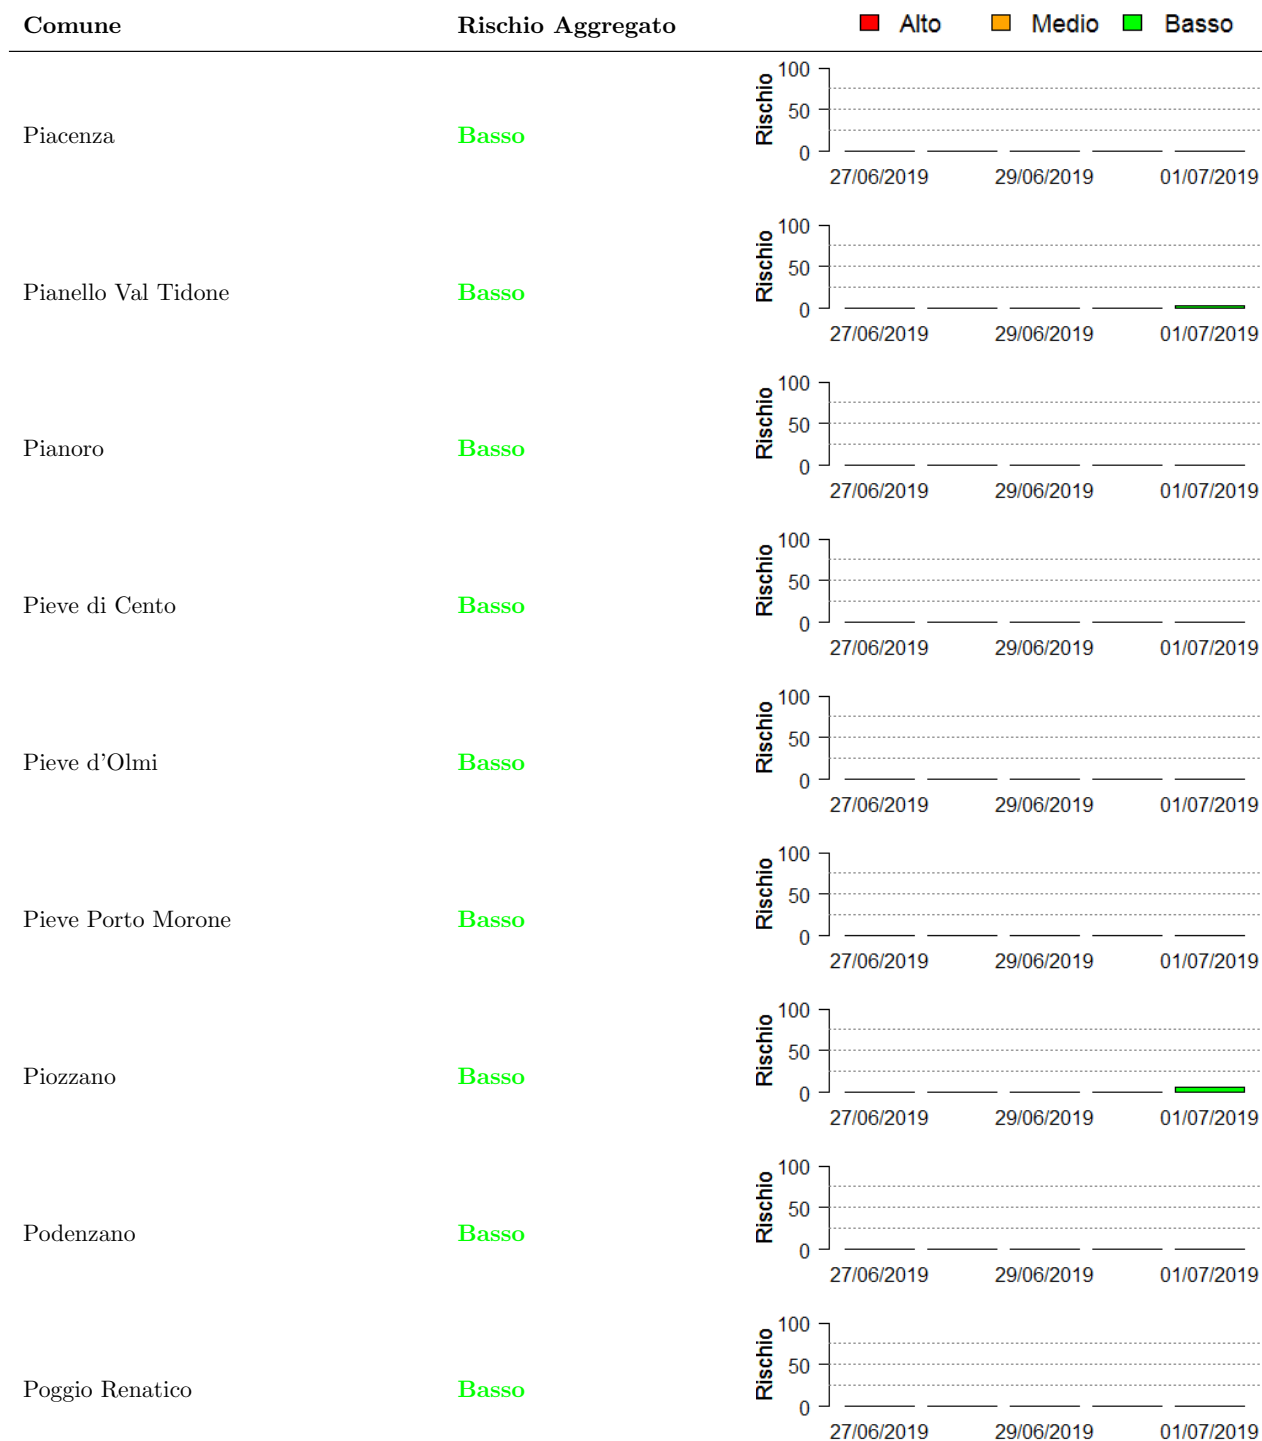 Comune Rischio Aggregato Alto Medio Basso
100
50
0
Rischio
Piacenza Basso
27/06/2019 29/06/2019 01/07/2019
100
50
0
Rischio
Pianello Val Tidone Basso
27/06/2019 29/06/2019 01/07/2019
100
50
0
Rischio
Pianoro Basso
27/06/2019 29/06/2019 01/07/2019
100
50
0
Rischio
Pieve di Cento Basso
27/06/2019 29/06/2019 01/07/2019
100
50
0
Rischio
Pieve d'Olmi Basso
27/06/2019 29/06/2019 01/07/2019
100
50
0
Rischio
Pieve Porto Morone Basso
27/06/2019 29/06/2019 01/07/2019
100
50
0
Rischio
Piozzano Basso
27/06/2019 29/06/2019 01/07/2019
100
50
0
Rischio
Podenzano Basso
27/06/2019 29/06/2019 01/07/2019
100
50
0
Rischio
Poggio Renatico Basso
27/06/2019 29/06/2019 01/07/2019